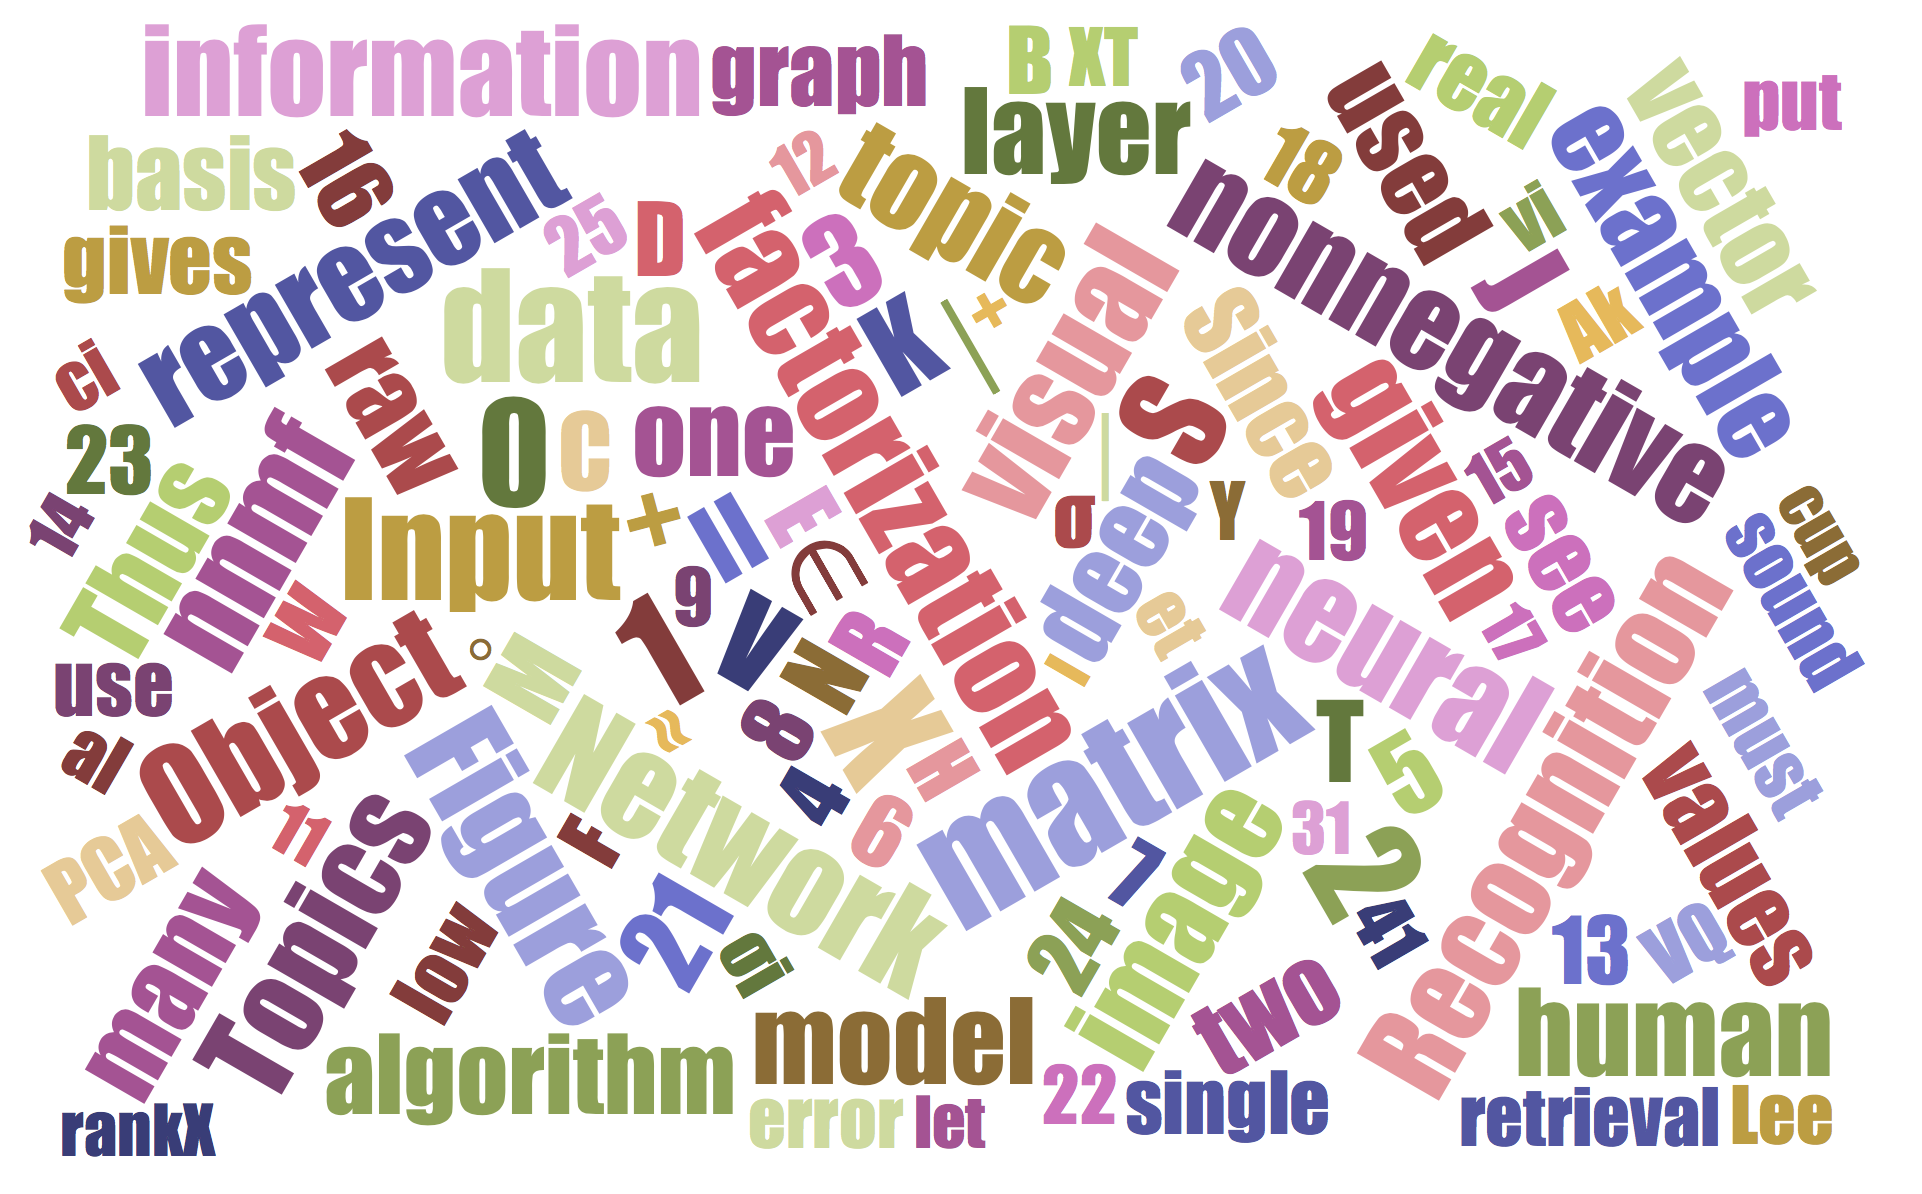 information
graph
B
XT
20
real
vector
put
layer
used
example
basis
16
represent
12
topic
18
vi
nonnegative
gives
25
D
factorization
3
visual
J
Ak
data
K
+
Since
ci
raw
O
c
one
S
given
15
23
Thus
nmf
Input
+
E
σ
deep
Y
19
see
cup
sound
14
W
9
∈
neural
17
use
Object
1
V
N
R
et
Recognition
must
M
≈
8
X
H
matrix
T
5
values
al
PCA
11
Topics
Figure
F
Network
4
6
31
2
image
7
many
low
21
gi
24
41
13
VQ
two
algorithm
model
human
rankX
error
let
22
single
retrieval
Lee